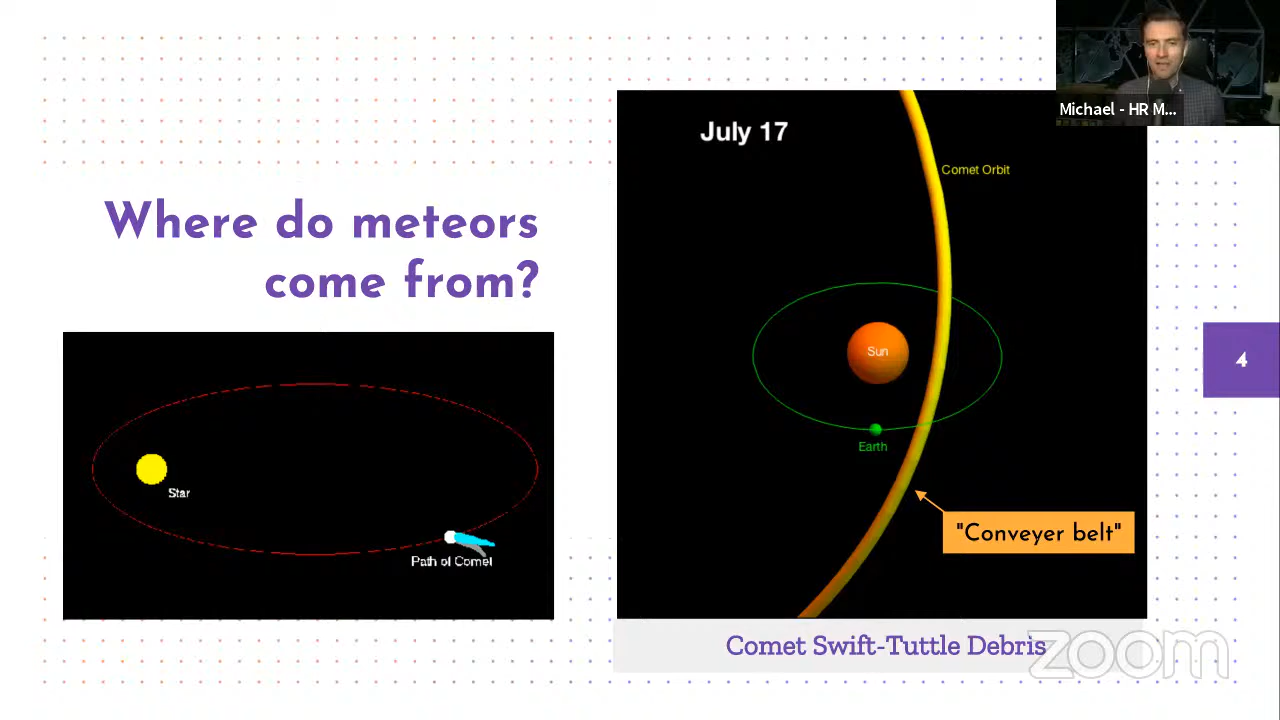 Michael - HR M...
July 17
Comet Orbit
Where do meteors
come from?
Sun
4
Earth
Star
"Conveyer belt"
Path of Comet
Comet Swift-Tuttle Debris
zoom